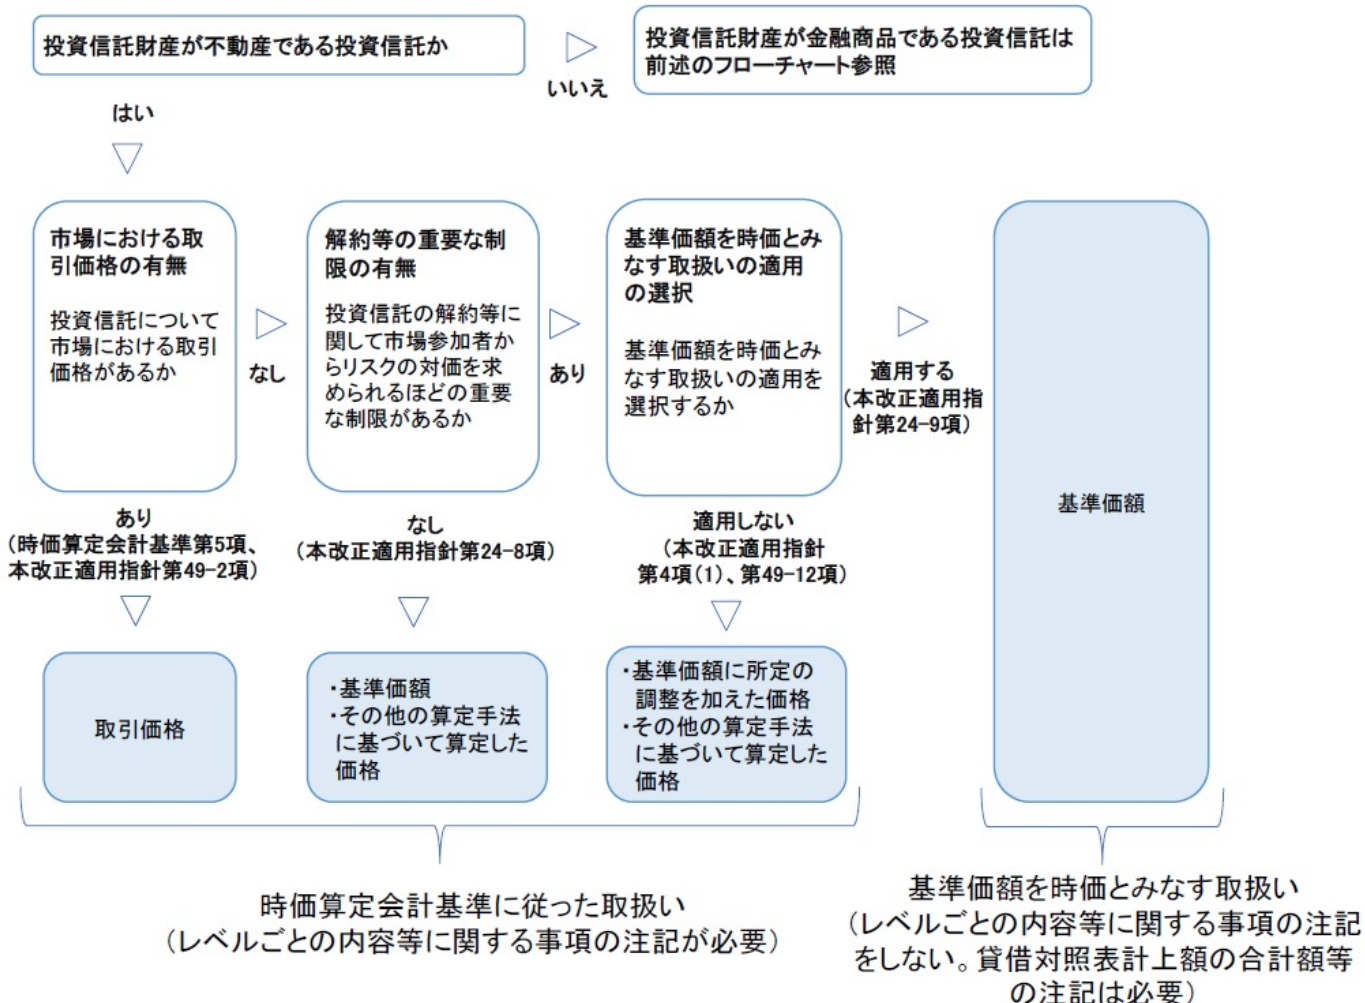 投資信託財産が不動産である投資信託か
いいえ
投資信託財産が金融商品である投資信託は
前述のフローチャート参照
はい
市場における取
引価格の有無
投資信託について
市場における取引
価格があるか
なし
解約等の重要な制
限の有無
投資信託の解約等に
関して市場参加者か
らリスクの対価を求
められるほどの重要
な制限があるか
あり
基準価額を時価とみ
なす取扱いの適用
の選択
基準価額を時価とみ
なす取扱いの適用を
選択するか
適用する
(本改正適用指
針第24-9項)
基準価額
あり
(時価算定会計基準第5項、
本改正適用指針第49-2項)
なし
(本改正適用指針第24-8項)
適用しない
(本改正適用指針
第4項(1)、第49-12項)
取引価格
・基準価額
・その他の算定手法
に基づいて算定した
価格
・基準価額に所定の
調整を加えた価格
・その他の算定手法
に基づいて算定した
価格
時価算定会計基準に従った取扱い
(レベルごとの内容等に関する事項の注記が必要)
基準価額を時価とみなす取扱い
(レベルごとの内容等に関する事項の注記
をしない。貸借対照表計上額の合計額等
の注記は必要)